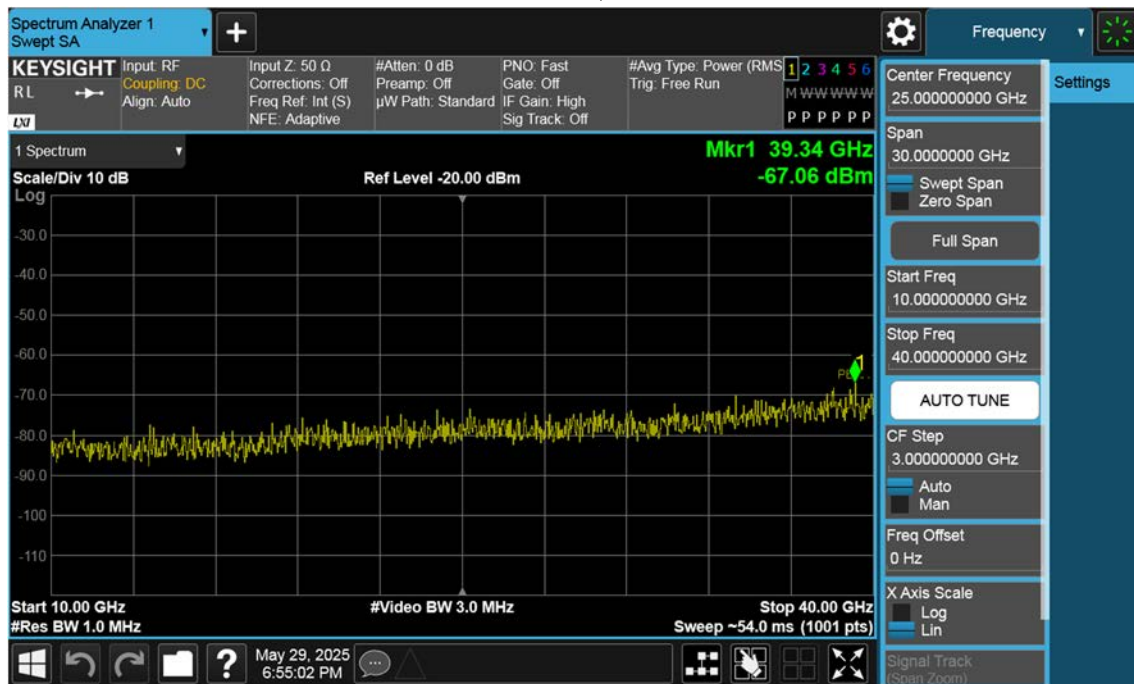 Spectrum Analyzer 1
Swept SA
+
Frequency
KEYSIGHT
RL
LXI
Input: RF
Coupling: DC
Align: Auto
Input Z: 50 Ω
Corrections: Off
Freq Ref: Int (S)
NFE: Adaptive
#Atten: 0 dB
Preamp: Off
µW Path: Standard
PNO: Fast
Gate: Off
IF Gain: High
Sig Track: Off
#Avg Type: Power (RMS
Trig: Free Run
1 2 3 4 5 6
M W W W W W
P P P P P P
Center Frequency
25.000000000 GHz
Settings
1 Spectrum
Mkr1 39.34 GHz
-67.06 dBm
Scale/Div 10 dB
Ref Level -20.00 dBm
Log
-30.0
-40.0
-50.0
-60.0
-70.0
-80.0
-90.0
-100
-110
1
Start 10.00 GHz
#Video BW 3.0 MHz
Stop 40.00 GHz
#Res BW 1.0 MHz
Sweep ~54.0 ms (1001 pts)
Span
30.0000000 GHz
Swept Span
Zero Span
Full Span
Start Freq
10.000000000 GHz
Stop Freq
40.000000000 GHz
AUTO TUNE
CF Step
3.000000000 GHz
Auto
Man
Freq Offset
0 Hz
X Axis Scale
Log
Lin
Signal Track
(Span Zoom)
?
May 29, 2025
6:55:02 PM